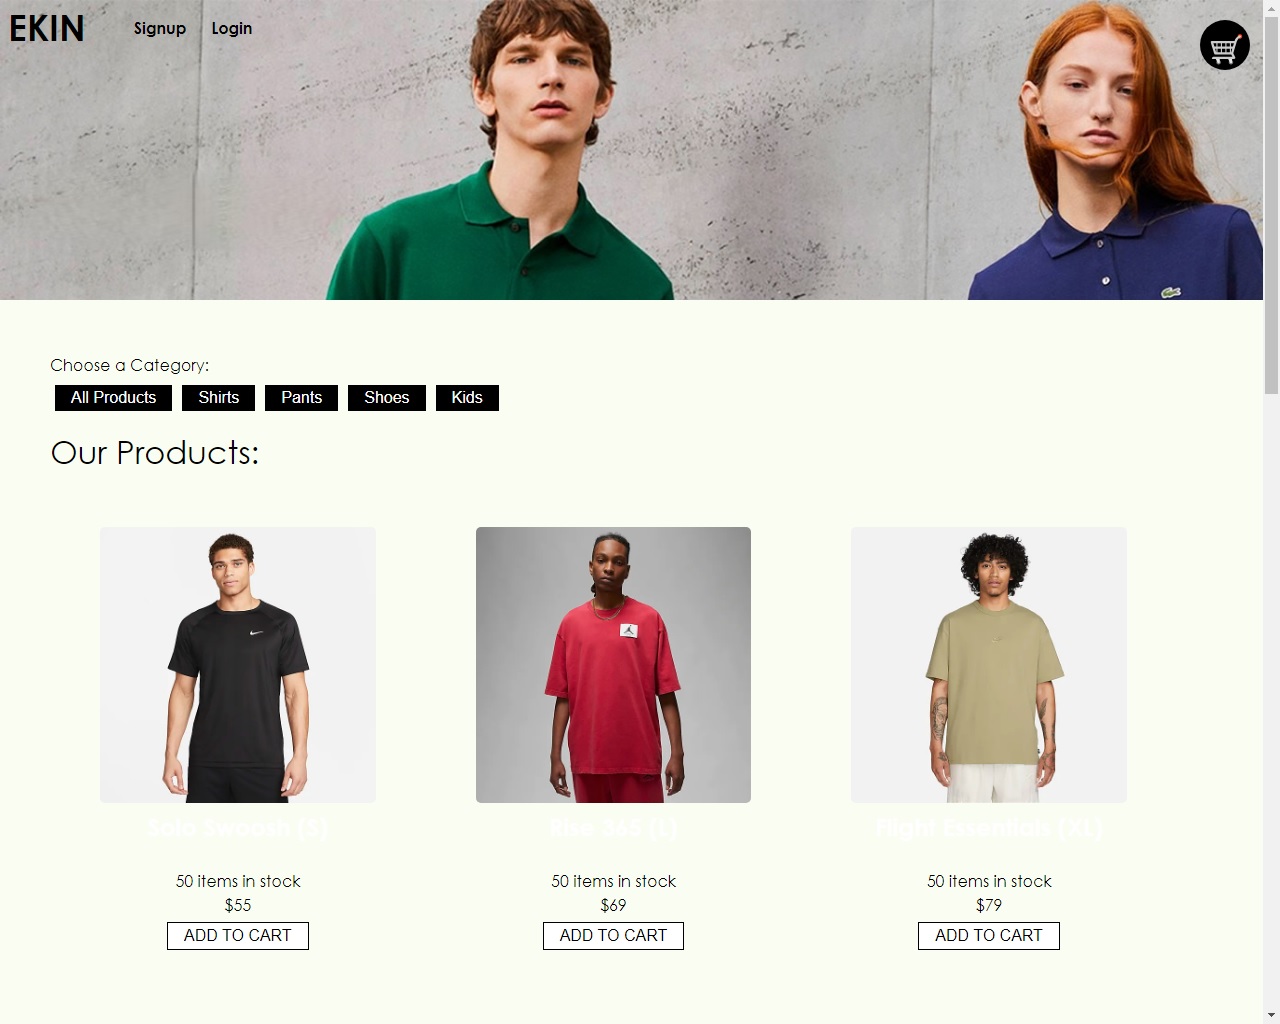 EKIN Signup Login
Choose a Category:
All Products Shirts Pants Shoes Kids
Our Products:
Solo Swoosh (S) Rise 365 (L) Flight Essentials (XL)
50 items in stock 50 items in stock 50 items in stock
$55 $69 $79
ADD TO CART ADD TO CART ADD TO CART